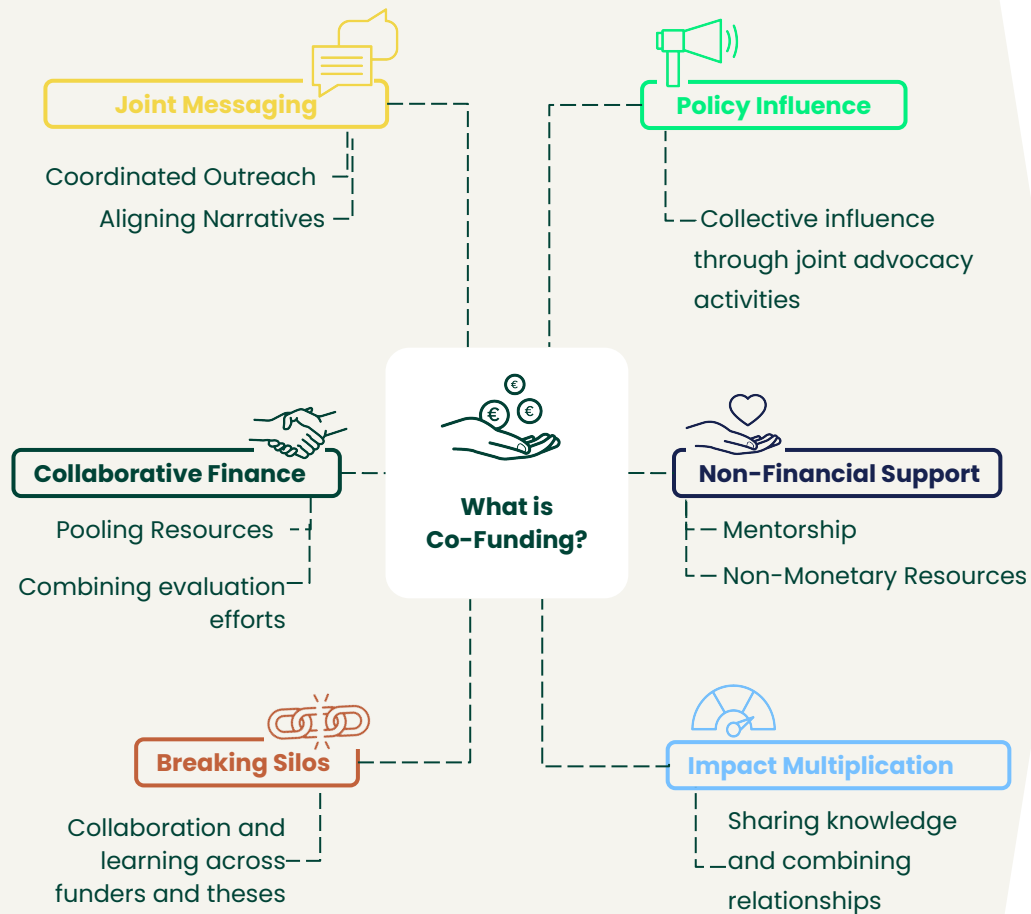 Joint Messaging
Coordinated Outreach
Aligning Narratives
Policy Influence
Collective influence
through joint advocacy
activities
€
€
€
What is
Co-Funding?
Collaborative Finance
Pooling Resources
Combining evaluation
efforts
Non-Financial Support
Mentorship
Non-Monetary Resources
Breaking Silos
Collaboration and
learning across
funders and theses
Impact Multiplication
Sharing knowledge
and combining
relationships